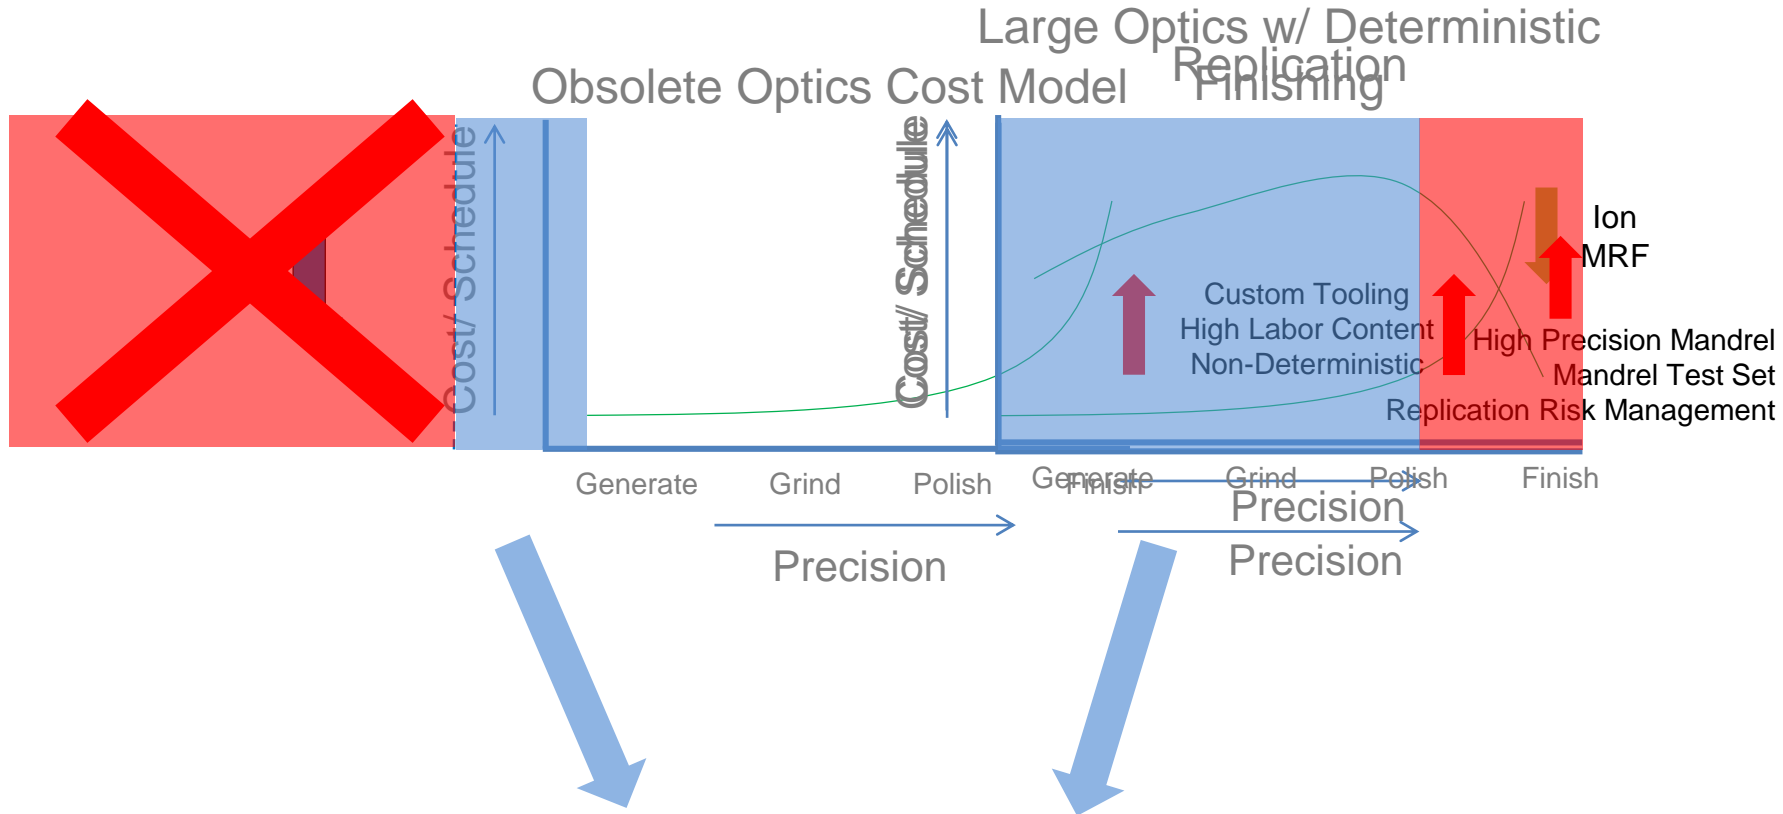 Large Optics w/ Deterministic
Finishing
Replication
Obsolete Optics Cost Model
Cost/ Schedule
Cost/ Schedule
Cost/ Schedule
Ion
MRF
Custom Tooling
High Labor Content
Non-Deterministic
High Precision Mandrel
Mandrel Test Set
Replication Risk Management
Generate
Grind
Polish
Finish
Generate
Grind
Polish
Finish
Precision
Precision
Precision